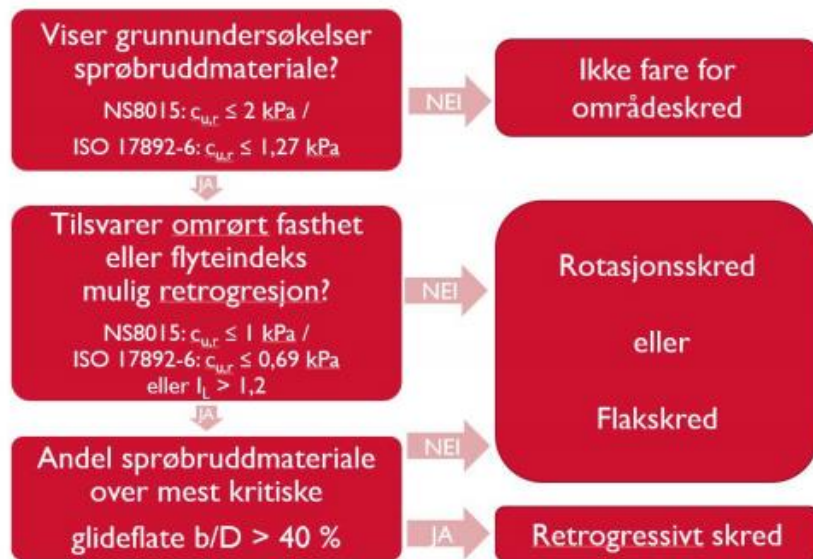 Viser grunnundersøkelser
sprøbruddmateriale?
NS8015: cu,r ≤ 2 kPa /
ISO 17892-6: cu,r ≤ 1,27 kPa
NEI
Ikke fare for
områdeskred
JA
Tilsvarer omrørt fasthet
eller flyteindeks
mulig retrogresjon?
NS8015: cu,r ≤ 1 kPa /
ISO 17892-6: cu,r ≤ 0,69 kPa
eller IL > 1,2
NEI
Rotasjonsskred
eller
Flakskred
JA
Andel sprøbruddmateriale
over mest kritiske
glideflate b/D > 40 %
NEI
JA
Retrogressivt skred